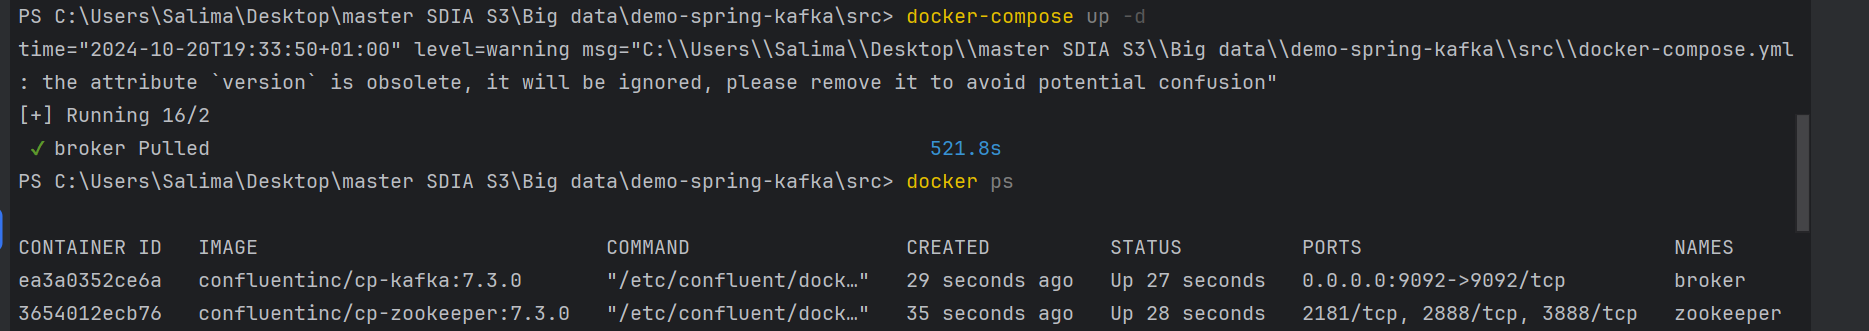 PS C:\Users\Salima\Desktop\master SDIA S3\Big data\demo-spring-kafka\src> docker-compose up -d
time="2024-10-20T19:33:50+01:00" level=warning msg="C:\\Users\\Salima\\Desktop\\master SDIA S3\\Big data\\demo-spring-kafka\\src\\docker-compose.yml
: the attribute `version` is obsolete, it will be ignored, please remove it to avoid potential confusion"
[+] Running 16/2
✓ broker Pulled 521.8s
PS C:\Users\Salima\Desktop\master SDIA S3\Big data\demo-spring-kafka\src> docker ps
CONTAINER ID IMAGE COMMAND CREATED STATUS PORTS NAMES
ea3a0352ce6a confluentinc/cp-kafka:7.3.0 "/etc/confluent/dock…" 29 seconds ago Up 27 seconds 0.0.0.0:9092->9092/tcp broker
3654012ecb76 confluentinc/cp-zookeeper:7.3.0 "/etc/confluent/dock…" 35 seconds ago Up 28 seconds 2181/tcp, 2888/tcp, 3888/tcp zookeeper